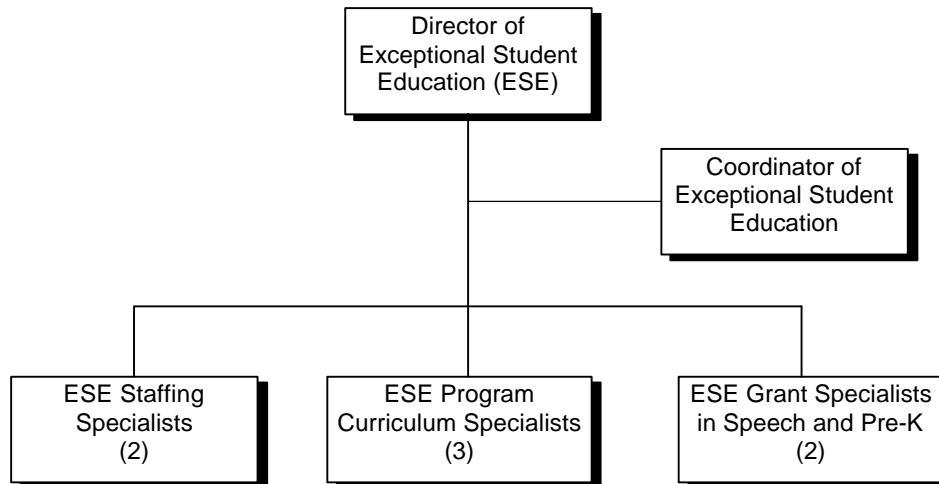 Director of
Exceptional Student
Education (ESE)
Coordinator of
Exceptional Student
Education
ESE Staffing
Specialists
(2)
ESE Program
Curriculum Specialists
(3)
ESE Grant Specialists
in Speech and Pre-K
(2)